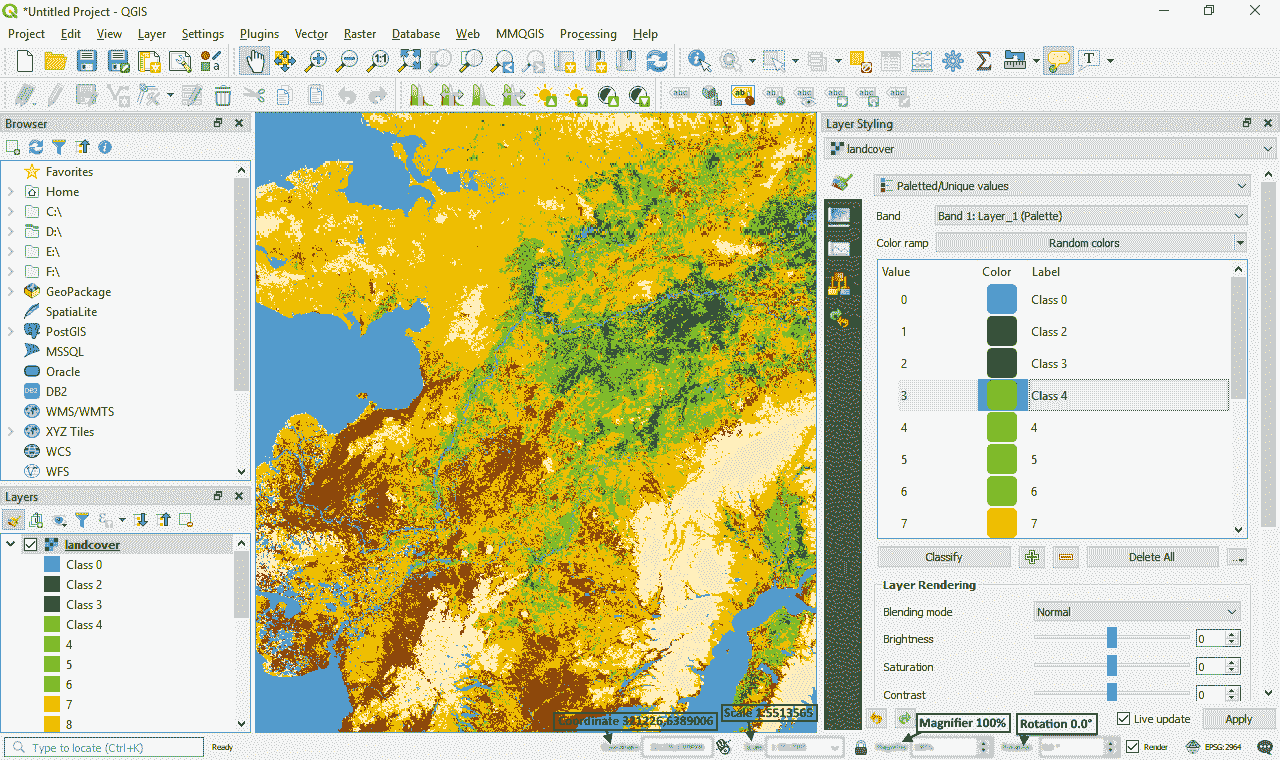 *Untitled Project - QGIS
Project Edit View Layer Settings Plugins Vector Raster Database Web MMQGIS Processing Help
Browser
Favorites
Home
C:\
D:\
E:\
F:\
GeoPackage
SpatiaLite
PostGIS
MSSQL
Oracle
DB2
WMS/WMTS
XYZ Tiles
WCS
WFS
Layers
landcover
Class 0
Class 2
Class 3
Class 4
4
5
6
7
8
Layer Styling
landcover
Paletted/Unique values
Band Band 1: Layer_1 (Palette)
Color ramp Random colors
Value Color Label
0 Class 0
1 Class 2
2 Class 3
3 Class 4
4 4
5 5
6 6
7 7
Classify Delete All ...
Layer Rendering
Blending mode Normal
Brightness 0
Saturation 0
Contrast 0
Live update Apply
Coordinate 311226,6389006 Scale 1:5513565 Magnifier 100% Rotation 0.0°
Type to locate (Ctrl+K) Ready Render EPSG:2964